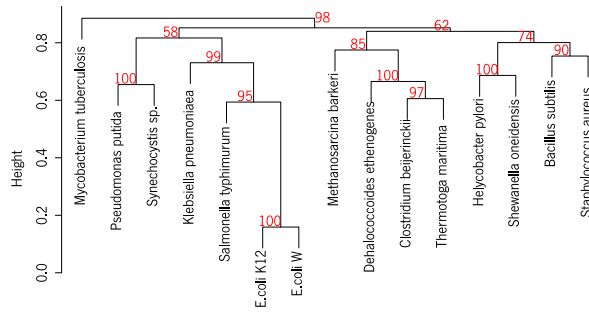 98
58
62
74
99
85
90
100
95
100
97
100
100
Height
0.8
0.6
0.4
0.2
0.0
Mycobacterium tuberculosis
Pseudomonas putida
Synechocystis sp.
Klebsiella pneumoniaea
Salmonella typhimurum
E.coli K12
E.coli W
Methanosarcina barkeri
Dehalococcoides ethenogenes
Clostridium beijerinckii
Thermotoga maritima
Helycobacter pylori
Shewanella oneidensis
Bacillus subtilis
Staphylococcus aureus